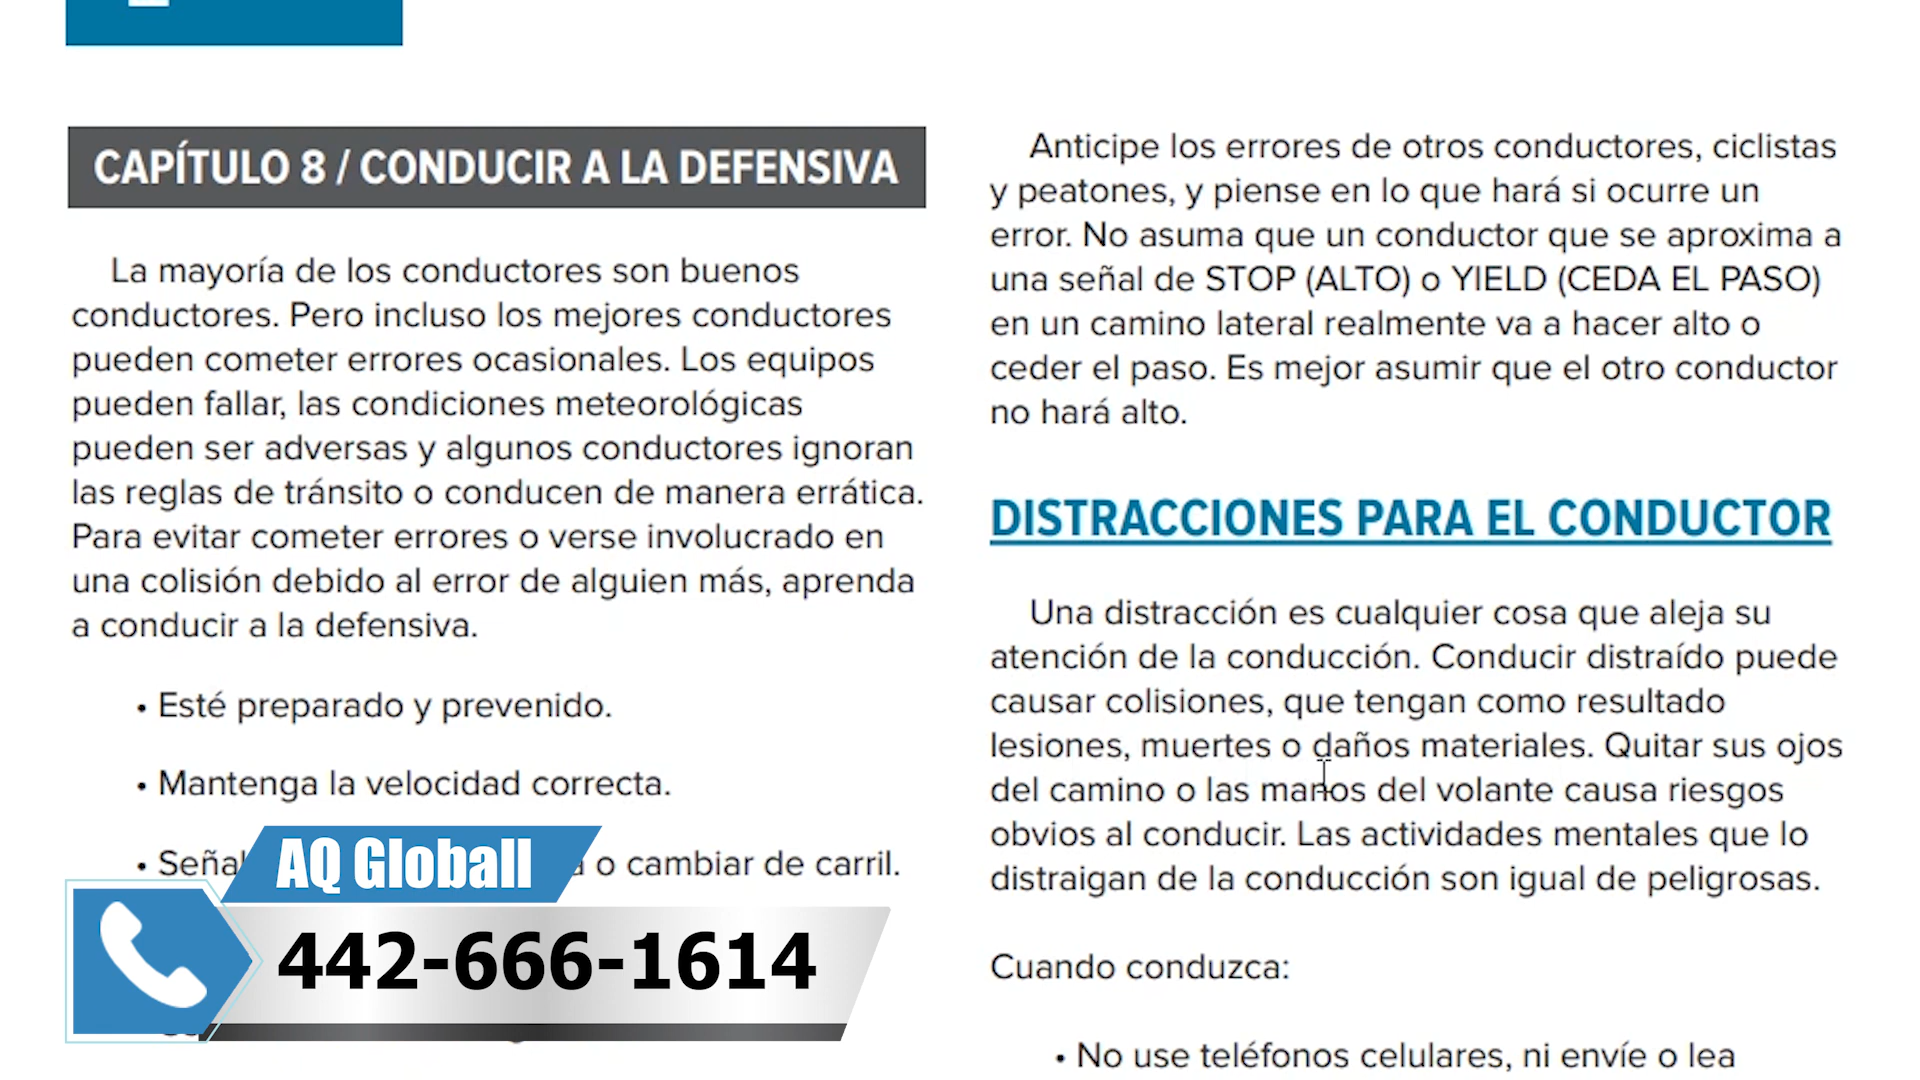 CAPÍTULO 8 / CONDUCIR A LA DEFENSIVA
La mayoría de los conductores son buenos
conductores. Pero incluso los mejores conductores
pueden cometer errores ocasionales. Los equipos
pueden fallar, las condiciones meteorológicas
pueden ser adversas y algunos conductores ignoran
las reglas de tránsito o conducen de manera errática.
Para evitar cometer errores o verse involucrado en
una colisión debido al error de alguien más, aprenda
a conducir a la defensiva.
• Esté preparado y prevenido.
• Mantenga la velocidad correcta.
• o cambiar de carril.
AQ Globall
442-666-1614
Anticipe los errores de otros conductores, ciclistas
y peatones, y piense en lo que hará si ocurre un
error. No asuma que un conductor que se aproxima a
una señal de STOP (ALTO) o YIELD (CEDA EL PASO)
en un camino lateral realmente va a hacer alto o
ceder el paso. Es mejor asumir que el otro conductor
no hará alto.
DISTRACCIONES PARA EL CONDUCTOR
Una distracción es cualquier cosa que aleja su
atención de la conducción. Conducir distraído puede
causar colisiones, que tengan como resultado
lesiones, muertes o daños materiales. Quitar sus ojos
del camino o las manos del volante causa riesgos
obvios al conducir. Las actividades mentales que lo
distraigan de la conducción son igual de peligrosas.
Cuando conduzca:
• No use teléfonos celulares, ni envíe o lea